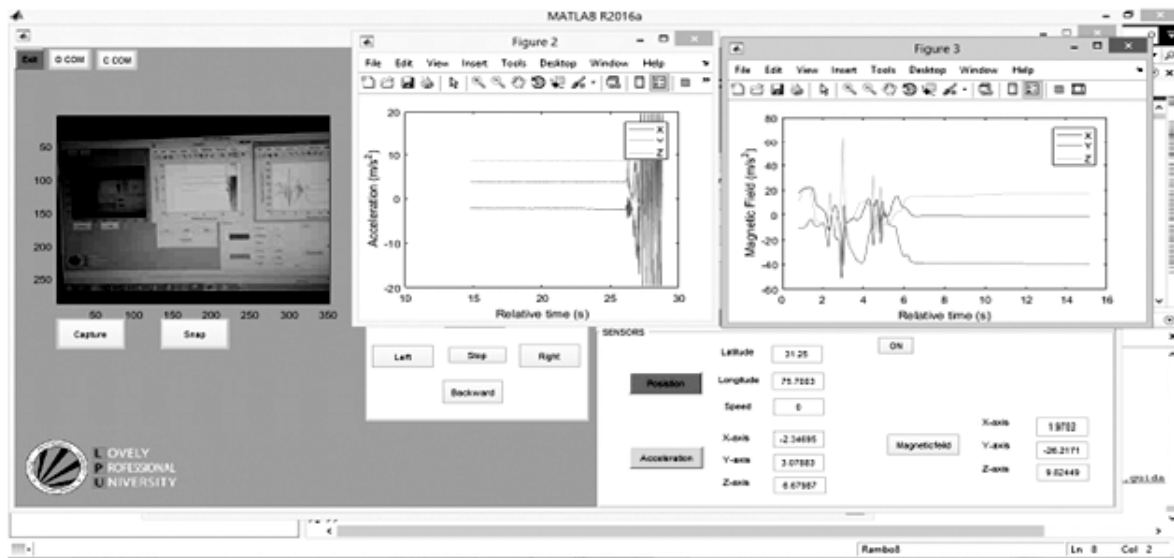 MATLAB R2016a
Exit
O COM
C COM
50
100
150
200
250
50 100 150 200 250 300 350
Capture
Snap
Figure 2
File Edit View Insert Tools Desktop Window Help
20
10
0
-10
-20
Acceleration (m/s²)
10 15 20 25 30
Relative time (s)
X
Y
Z
Figure 3
File Edit View Insert Tools Desktop Window Help
80
60
40
20
0
-20
-40
-60
Magnetic Field (m/s²)
0 2 4 6 8 10 12 14 16
Relative time (s)
X
Y
Z
Left
Stop
Right
Backward
SENSORS
ON
Position
Latitude 31.25
Longitude
Speed 0
Acceleration
X-axis -2.34695
Y-axis 3.07883
Z-axis 6.67987
Magneticfeild
X-axis 1.9782
Y-axis -26.2171
Z-axis 9.82449
LOVELY
PROFESSIONAL
UNIVERSITY
.guida
Rambo8
Ln 8 Col 2